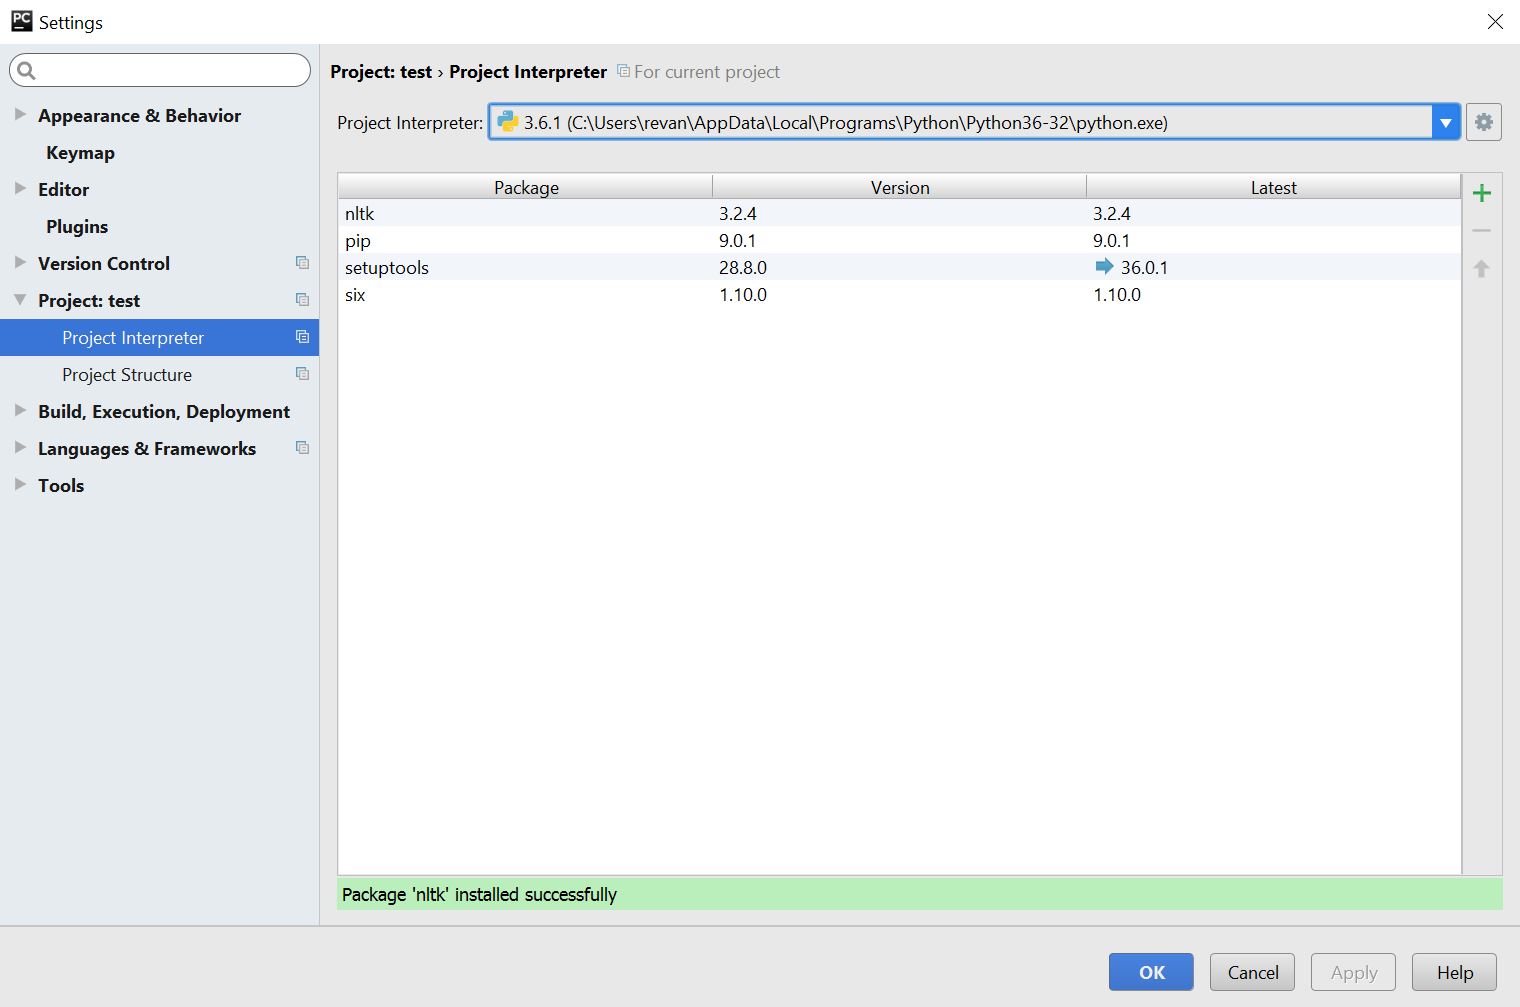 PC Settings
Appearance & Behavior
Keymap
Editor
Plugins
Version Control
Project: test
Project Interpreter
Project Structure
Build, Execution, Deployment
Languages & Frameworks
Tools
Project: test › Project Interpreter For current project
Project Interpreter: 3.6.1 (C:\Users\revan\AppData\Local\Programs\Python\Python36-32\python.exe)
Package Version Latest
nltk 3.2.4 3.2.4
pip 9.0.1 9.0.1
setuptools 28.8.0 36.0.1
six 1.10.0 1.10.0
Package 'nltk' installed successfully
OK Cancel Apply Help